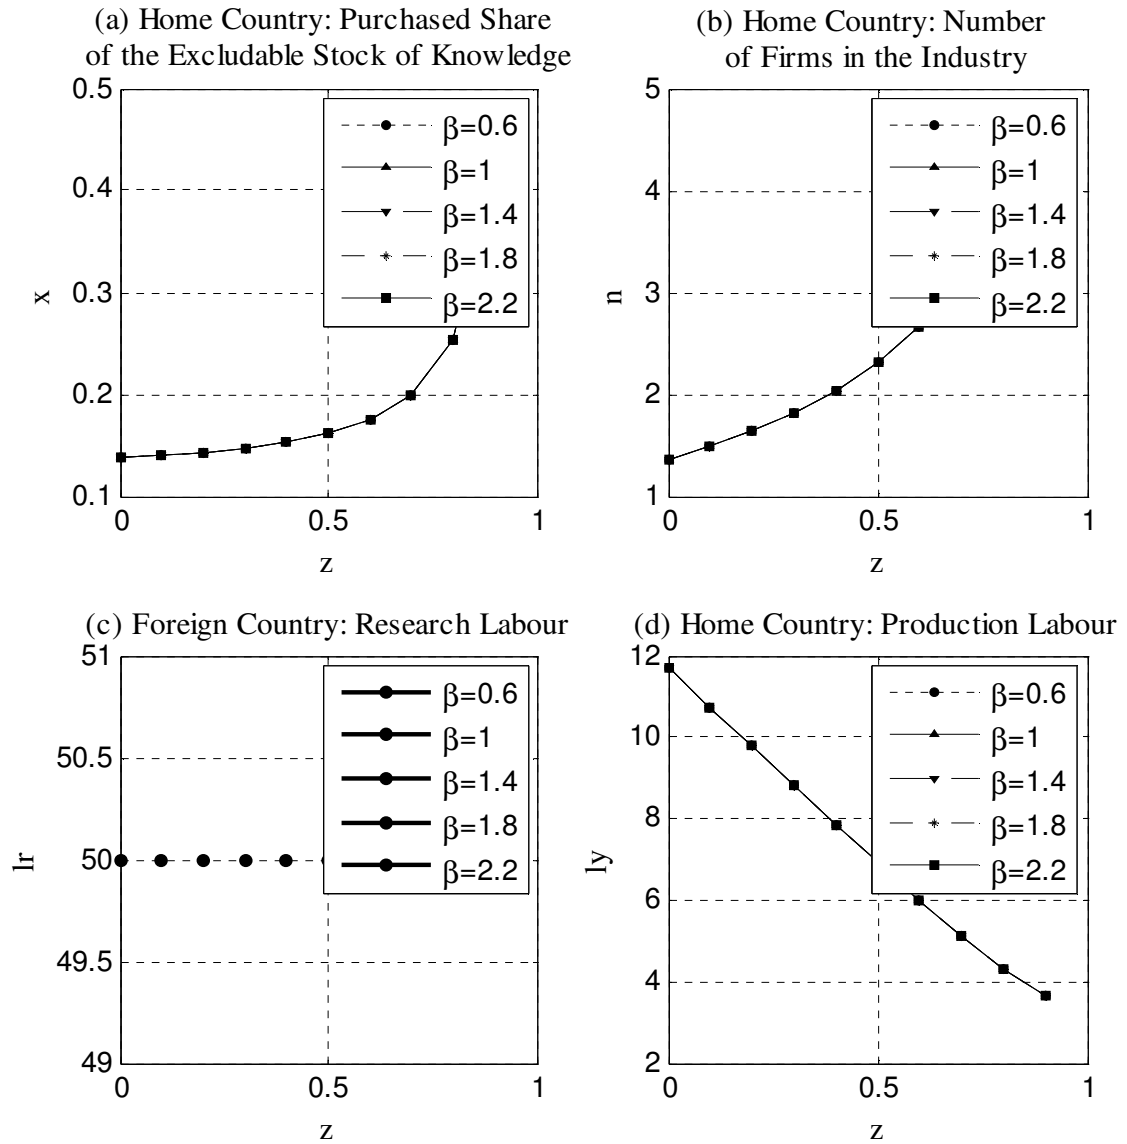 (a) Home Country: Purchased Share
of the Excludable Stock of Knowledge
0.5
0.4
0.3
0.2
0.1
x
β=0.6
β=1
β=1.4
β=1.8
β=2.2
0 0.5 1
z
(b) Home Country: Number
of Firms in the Industry
5
4
3
2
1
n
β=0.6
β=1
β=1.4
β=1.8
β=2.2
0 0.5 1
z
(c) Foreign Country: Research Labour
51
50.5
50
49.5
49
lr
β=0.6
β=1
β=1.4
β=1.8
β=2.2
0 0.5 1
z
(d) Home Country: Production Labour
12
10
8
6
4
2
ly
β=0.6
β=1
β=1.4
β=1.8
β=2.2
0 0.5 1
z